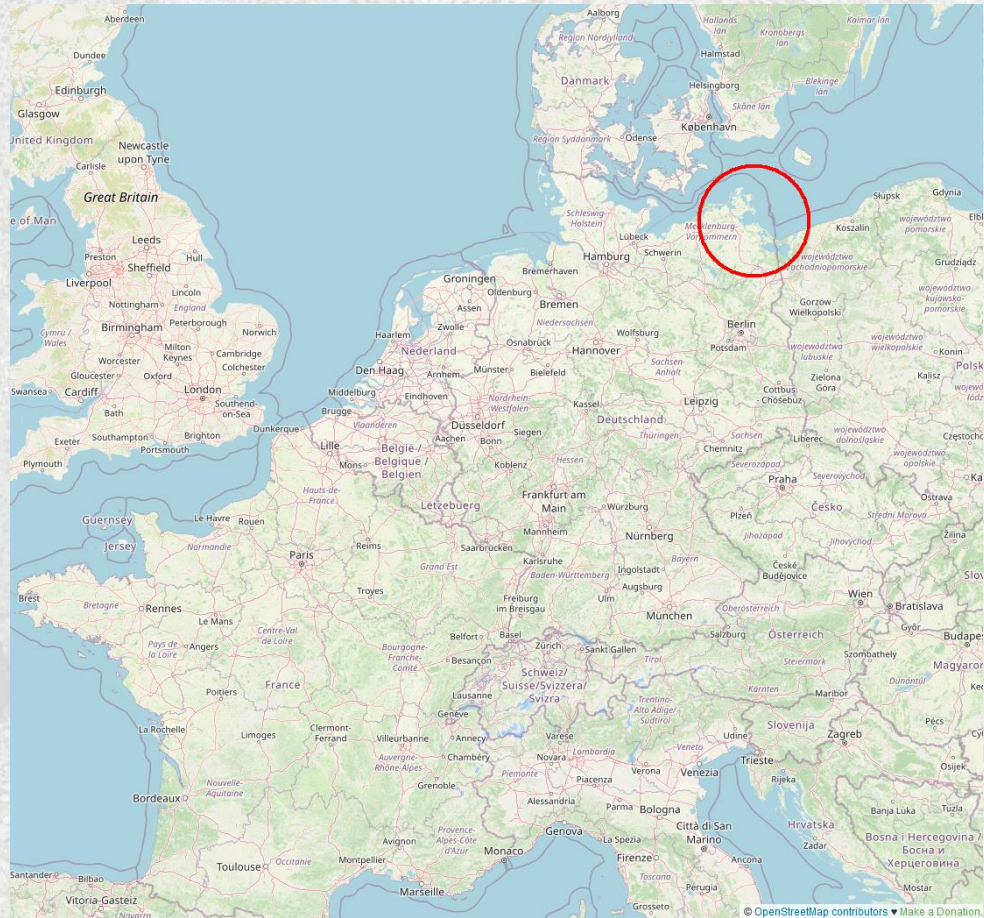 Aberdeen
Aalborg
Hallands
län
Kronobergs
län
Kalmar län
Region Nordjylland
Halmstad
Dundee
Danmark
Blekinge
län
Edinburgh
Helsingborg
Glasgow
Skåne län
København
United Kingdom
Newcastle
upon Tyne
Region Syddanmark
Odense
Carlisle
Great Britain
Słupsk
Gdynia
e of Man
Schleswig-
Holstein
Mecklenburg-
Vorpommern
Koszalin
województwo
pomorskie
Elbl
Leeds
Lübeck
Schwerin
Preston
Hull
Hamburg
województwo
zachodniopomorskie
Grudziądz
Sheffield
Bremerhaven
Liverpool
Groningen
Lincoln
Oldenburg
województwo
kujawsko-
pomorskie
England
Assen
Bremen
Gorzów
Wielkopolski
Nottingham
Peterborough
Zwolle
Niedersachsen
Berlin
Cymru /
Wales
Birmingham
Norwich
Haarlem
Wolfsburg
Potsdam
województwo
lubuskie
województwo
wielkopolskie
Milton
Keynes
Cambridge
Nederland
Osnabrück
Hannover
Konin
Worcester
Colchester
Den Haag
Arnhem
Münster
Bielefeld
Sachsen-
Anhalt
Polsk
Gloucester
Oxford
Zielona
Góra
Kalisz
Swansea
Cardiff
London
Middelburg
Eindhoven
Nordrhein-
Westfalen
Kassel
Leipzig
Cottbus
- Chóśebuz
Bath
Southend-
on-Sea
Brugge
Deutschland
Exeter
Southampton
Brighton
Dunkerque
Vlaanderen
Düsseldorf
Siegen
Thüringen
Sachsen
województwo
dolnośląskie
Portsmouth
Lille
Aachen
Bonn
Chemnitz
Liberec
Częstocho
Plymouth
Mons
België /
Belgique /
Belgien
Koblenz
Hessen
Severozápad
Severovýchod
województwo
opolskie
Praha
Ka
Hauts-de-
France
Frankfurt am
Main
Česko
Ostrava
Guernsey
Le Havre
Rouen
Lëtzebuerg
Würzburg
Plzeň
Střední Morava
Jersey
Normandie
Mannheim
Nürnberg
Jihozápad
Jihovýchod
Žilina
Paris
Reims
Saarbrücken
Karlsruhe
Grand Est
Baden-Württemberg
Ingolstadt
Bayern
České
Budějovice
Slov
Brest
Troyes
Augsburg
Bretagne
Rennes
Freiburg
im Breisgau
Ulm
Wien
Bratislava
Le Mans
München
Oberösterreich
Pays de
la Loire
Angers
Centre-Val
de Loire
Bourgogne-
Franche-
Comté
Belfort
Basel
Zürich
Sankt Gallen
Salzburg
Österreich
Győr
Budapes
Besançon
Tirol
Steiermark
Szombathely
Schweiz/
Suisse/Svizzera/
Svizra
Magyaror
France
Kärnten
Dunántúl
Kec
Poitiers
Lausanne
Trentino-
Alto Adige/
Südtirol
Maribor
Genève
La Rochelle
Limoges
Clermont-
Ferrand
Villeurbanne
Annecy
Varese
Udine
Slovenija
Zagreb
Pécs
Chambéry
Novara
Lombardia
Veneto
Auvergne-
Rhône-Alpes
Trieste
Piemonte
Verona
Venezia
Osijek
Nouvelle-
Aquitaine
Grenoble
Piacenza
Rijeka
Bordeaux
Alessandria
Parma
Bologna
Banja Luka
Tuzla
Provence-
Alpes-Côte
d'Azur
Genova
La Spezia
Città di San
Marino
Hrvatska
Avignon
Zadar
Bosna i Hercegovina /
Босна и
Херцеговина
Toulouse
Occitanie
Montpellier
Monaco
Firenze
Ancona
Santander
Bilbao
Marseille
Toscana
Mostar
Vitoria-Gasteiz
Perugia
Navarra
Grosseto
© OpenStreetMap contributors ♥ Make a Donation.